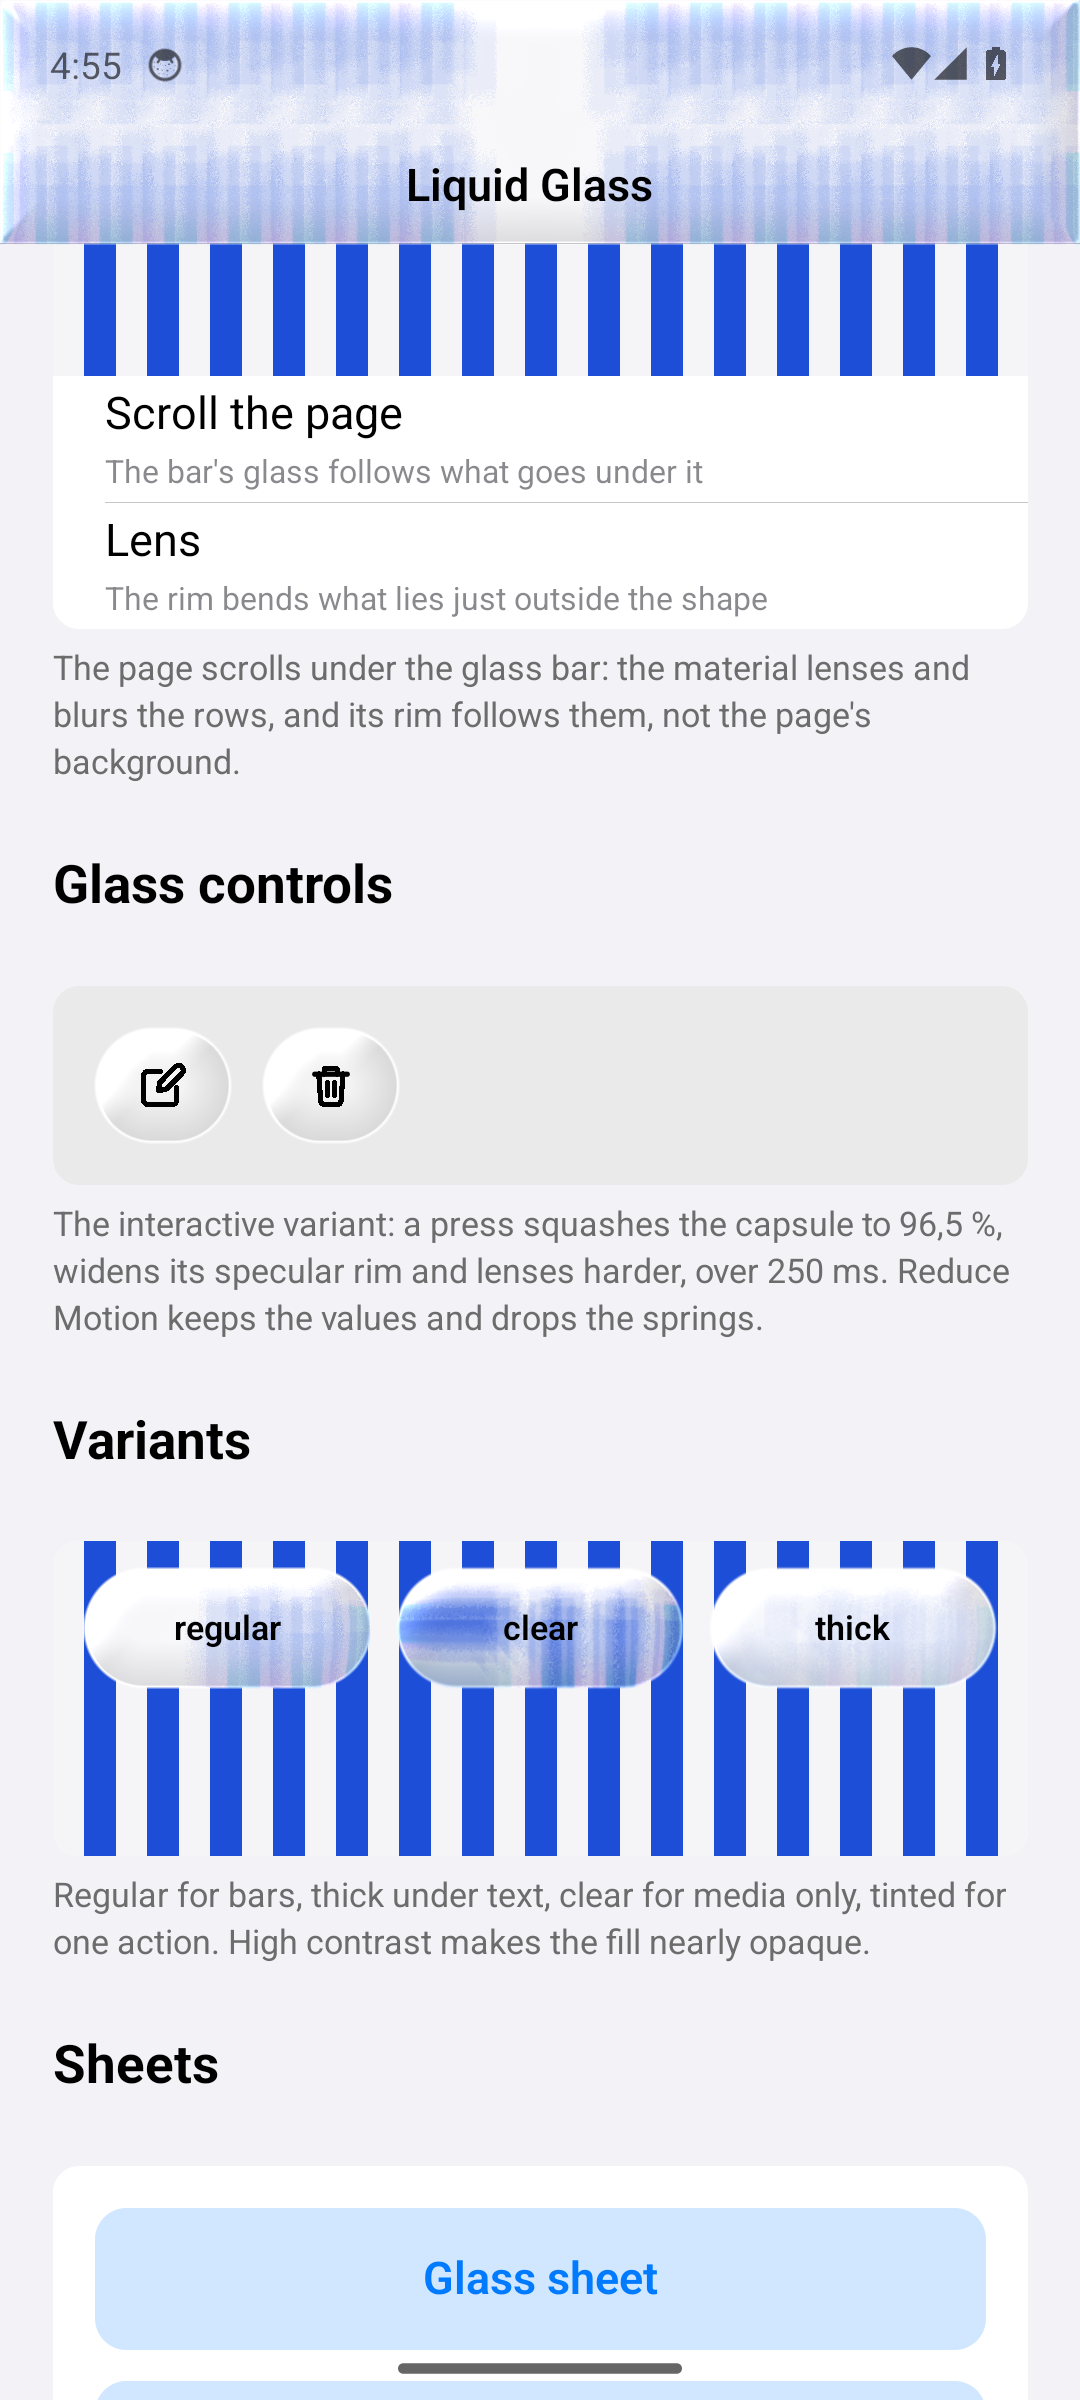 4:55
Liquid Glass
Scroll the page
The bar's glass follows what goes under it
Lens
The rim bends what lies just outside the shape
The page scrolls under the glass bar: the material lenses and
blurs the rows, and its rim follows them, not the page's
background.
Glass controls
The interactive variant: a press squashes the capsule to 96,5 %,
widens its specular rim and lenses harder, over 250 ms. Reduce
Motion keeps the values and drops the springs.
Variants
regular clear thick
Regular for bars, thick under text, clear for media only, tinted for
one action. High contrast makes the fill nearly opaque.
Sheets
Glass sheet